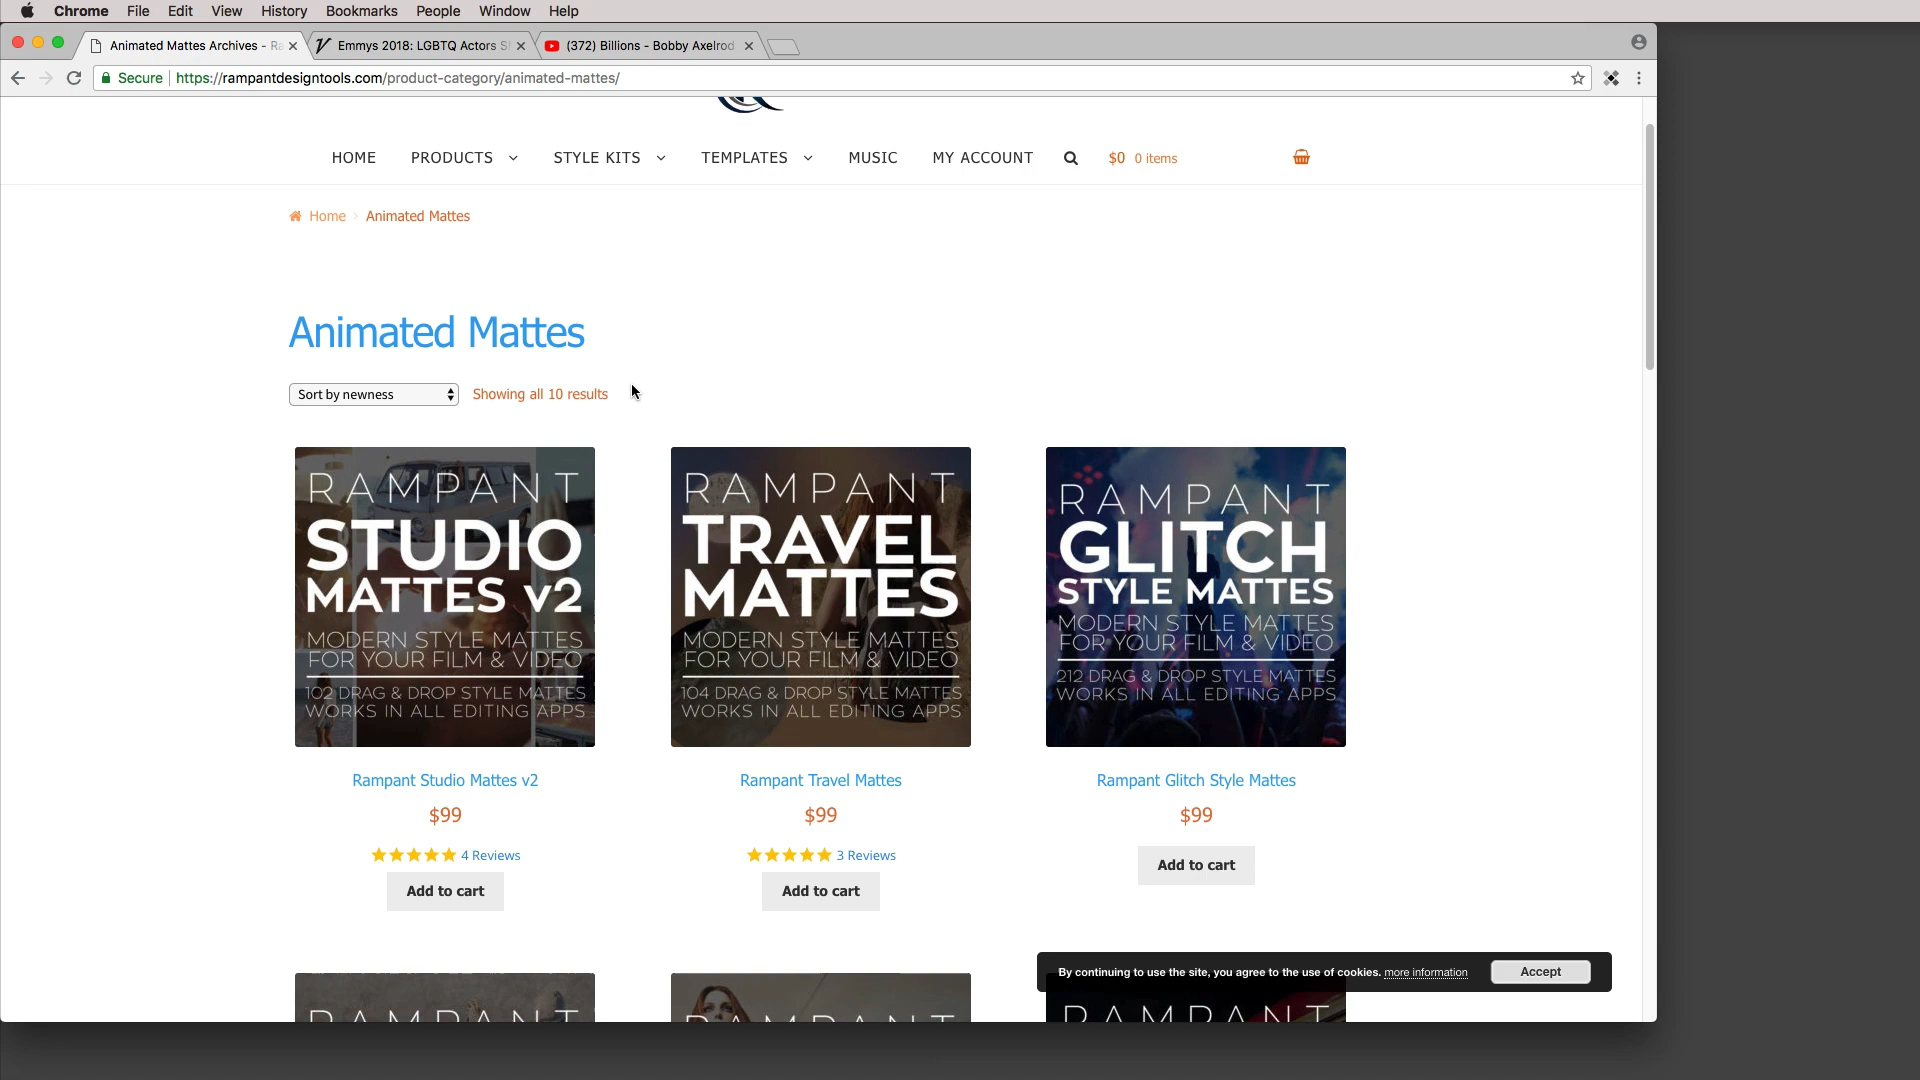 Chrome File Edit View History Bookmarks People Window Help
Animated Mattes Archives - Ra
Emmys 2018: LGBTQ Actors S
(372) Billions - Bobby Axelrod
Secure https://rampantdesigntools.com/product-category/animated-mattes/
HOME PRODUCTS STYLE KITS TEMPLATES MUSIC MY ACCOUNT $0 0 items
Home Animated Mattes
Animated Mattes
Sort by newness Showing all 10 results
RAMPANT
STUDIO
MATTES v2
MODERN STYLE MATTES
FOR YOUR FILM & VIDEO
102 DRAG & DROP STYLE MATTES
WORKS IN ALL EDITING APPS
RAMPANT
TRAVEL
MATTES
MODERN STYLE MATTES
FOR YOUR FILM & VIDEO
104 DRAG & DROP STYLE MATTES
WORKS IN ALL EDITING APPS
RAMPANT
GLITCH
STYLE MATTES
MODERN STYLE MATTES
FOR YOUR FILM & VIDEO
212 DRAG & DROP STYLE MATTES
WORKS IN ALL EDITING APPS
Rampant Studio Mattes v2
$99
4 Reviews
Add to cart
Rampant Travel Mattes
$99
3 Reviews
Add to cart
Rampant Glitch Style Mattes
$99
Add to cart
By continuing to use the site, you agree to the use of cookies. more information Accept
RAMPANT
RAMPANT
RAMPANT